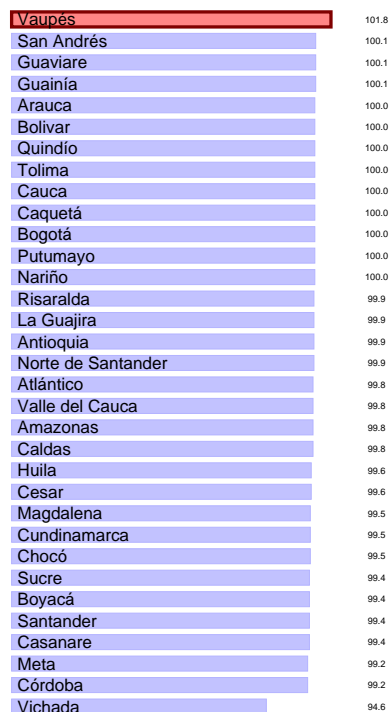 Vaupés 101.8
San Andrés 100.1
Guaviare 100.1
Guainía 100.1
Arauca 100.0
Bolivar 100.0
Quindío 100.0
Tolima 100.0
Cauca 100.0
Caquetá 100.0
Bogotá 100.0
Putumayo 100.0
Nariño 100.0
Risaralda 99.9
La Guajira 99.9
Antioquia 99.9
Norte de Santander 99.9
Atlántico 99.8
Valle del Cauca 99.8
Amazonas 99.8
Caldas 99.8
Huila 99.6
Cesar 99.6
Magdalena 99.5
Cundinamarca 99.5
Chocó 99.5
Sucre 99.4
Boyacá 99.4
Santander 99.4
Casanare 99.4
Meta 99.2
Córdoba 99.2
Vichada 94.6